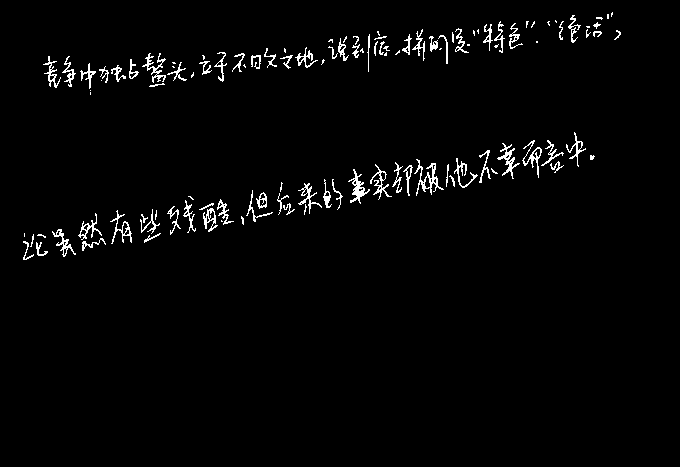 竞争中独占鳌头,立于不败之地,说到底,拼的是“特色”、“绝活”,
论虽然有些残酷,但后来的事实却被他不幸而言中。